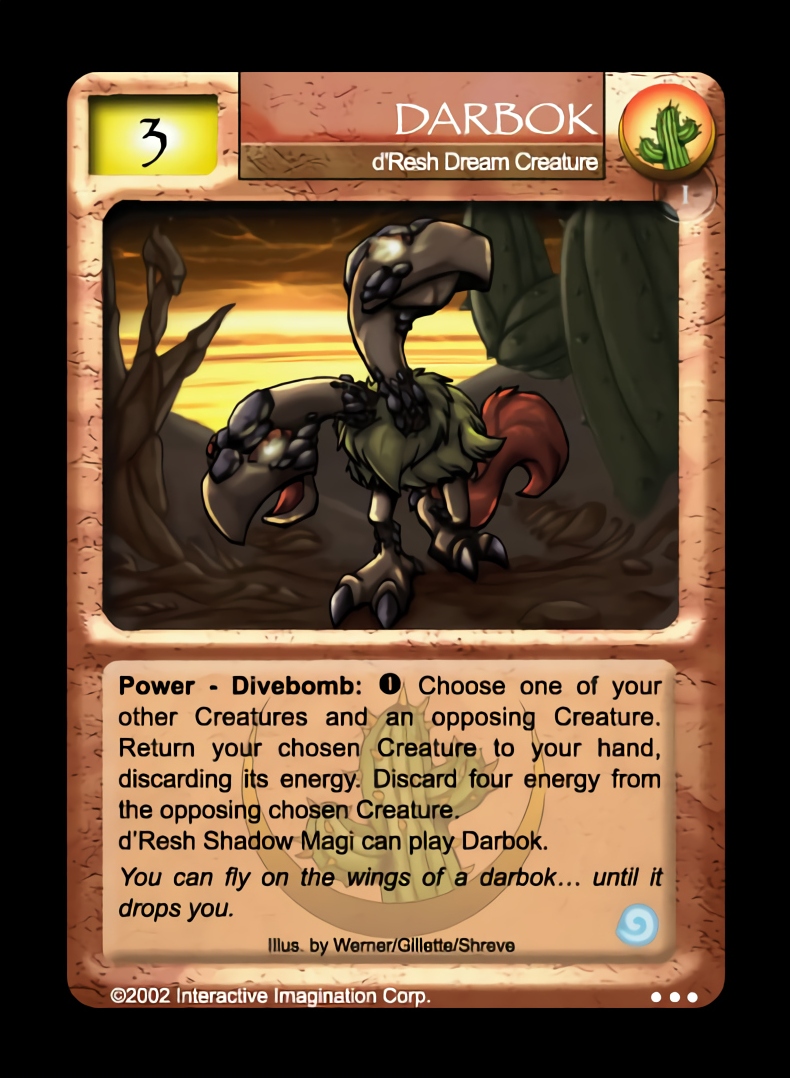 3
DARBOK
d'Resh Dream Creature
1
Power - Divebomb: ❶ Choose one of your
other Creatures and an opposing Creature.
Return your chosen Creature to your hand,
discarding its energy. Discard four energy from
the opposing chosen Creature.
d'Resh Shadow Magi can play Darbok.
You can fly on the wings of a darbok... until it
drops you.
Illus. by Werner/Gillette/Shreve
©2002 Interactive Imagination Corp.